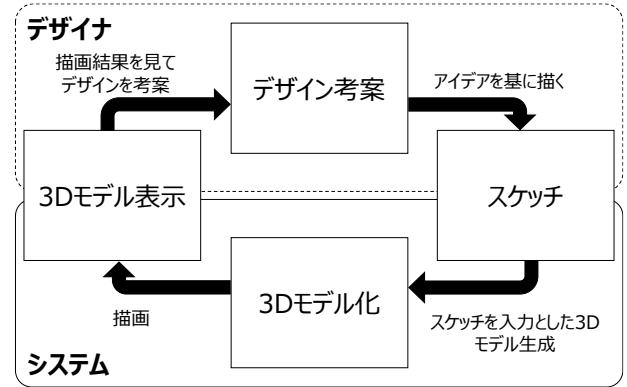 デザイナ
描画結果を見て
デザインを考案
デザイン考案
アイデアを基に描く
3Dモデル表示
スケッチ
3Dモデル化
描画
スケッチを入力とした3D
モデル生成
システム